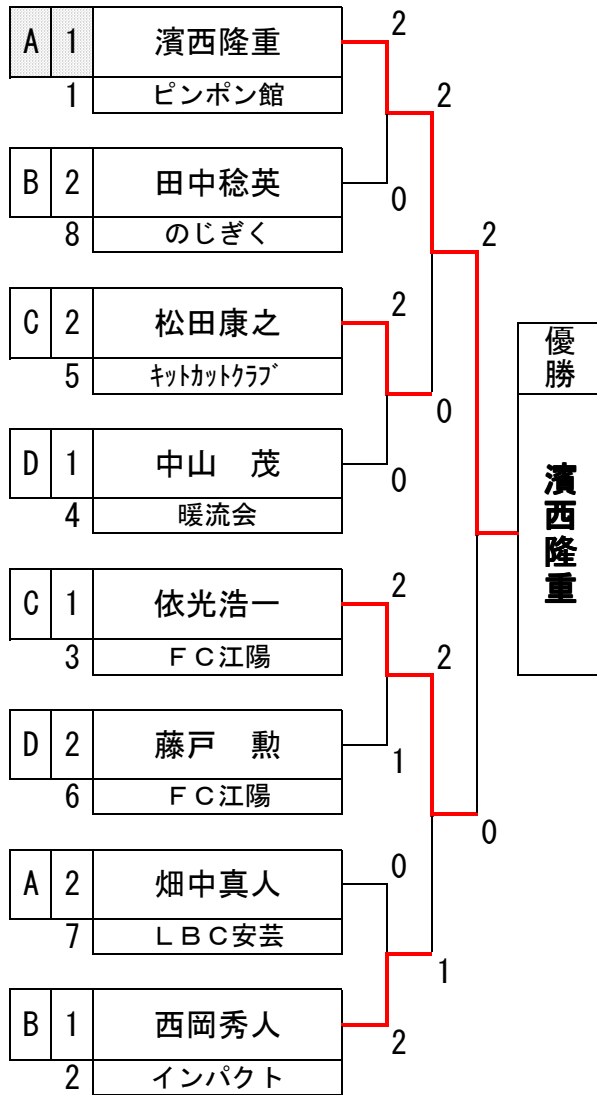 A 1 濱西隆重 2
1 ピンポン館 2
B 2 田中稔英 0
8 のじぎく 2
C 2 松田康之 2
5 ｷｯﾄｶｯﾄｸﾗﾌﾞ 0
D 1 中山　茂 0
4 暖流会
優勝
濱西隆重
C 1 依光浩一 2
3 ＦＣ江陽 2
D 2 藤戸　勲 1
6 ＦＣ江陽 0
A 2 畑中真人 0
7 ＬＢＣ安芸 1
B 1 西岡秀人 2
2 インパクト